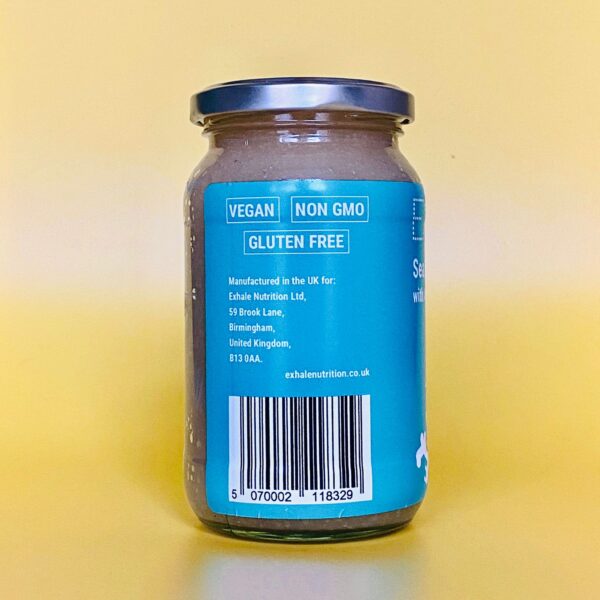 VEGAN NON GMO
GLUTEN FREE
Manufactured in the UK for:
Exhale Nutrition Ltd,
59 Brook Lane,
Birmingham,
United Kingdom,
B13 0AA.
exhalenutrition.co.uk
5 070002 118329